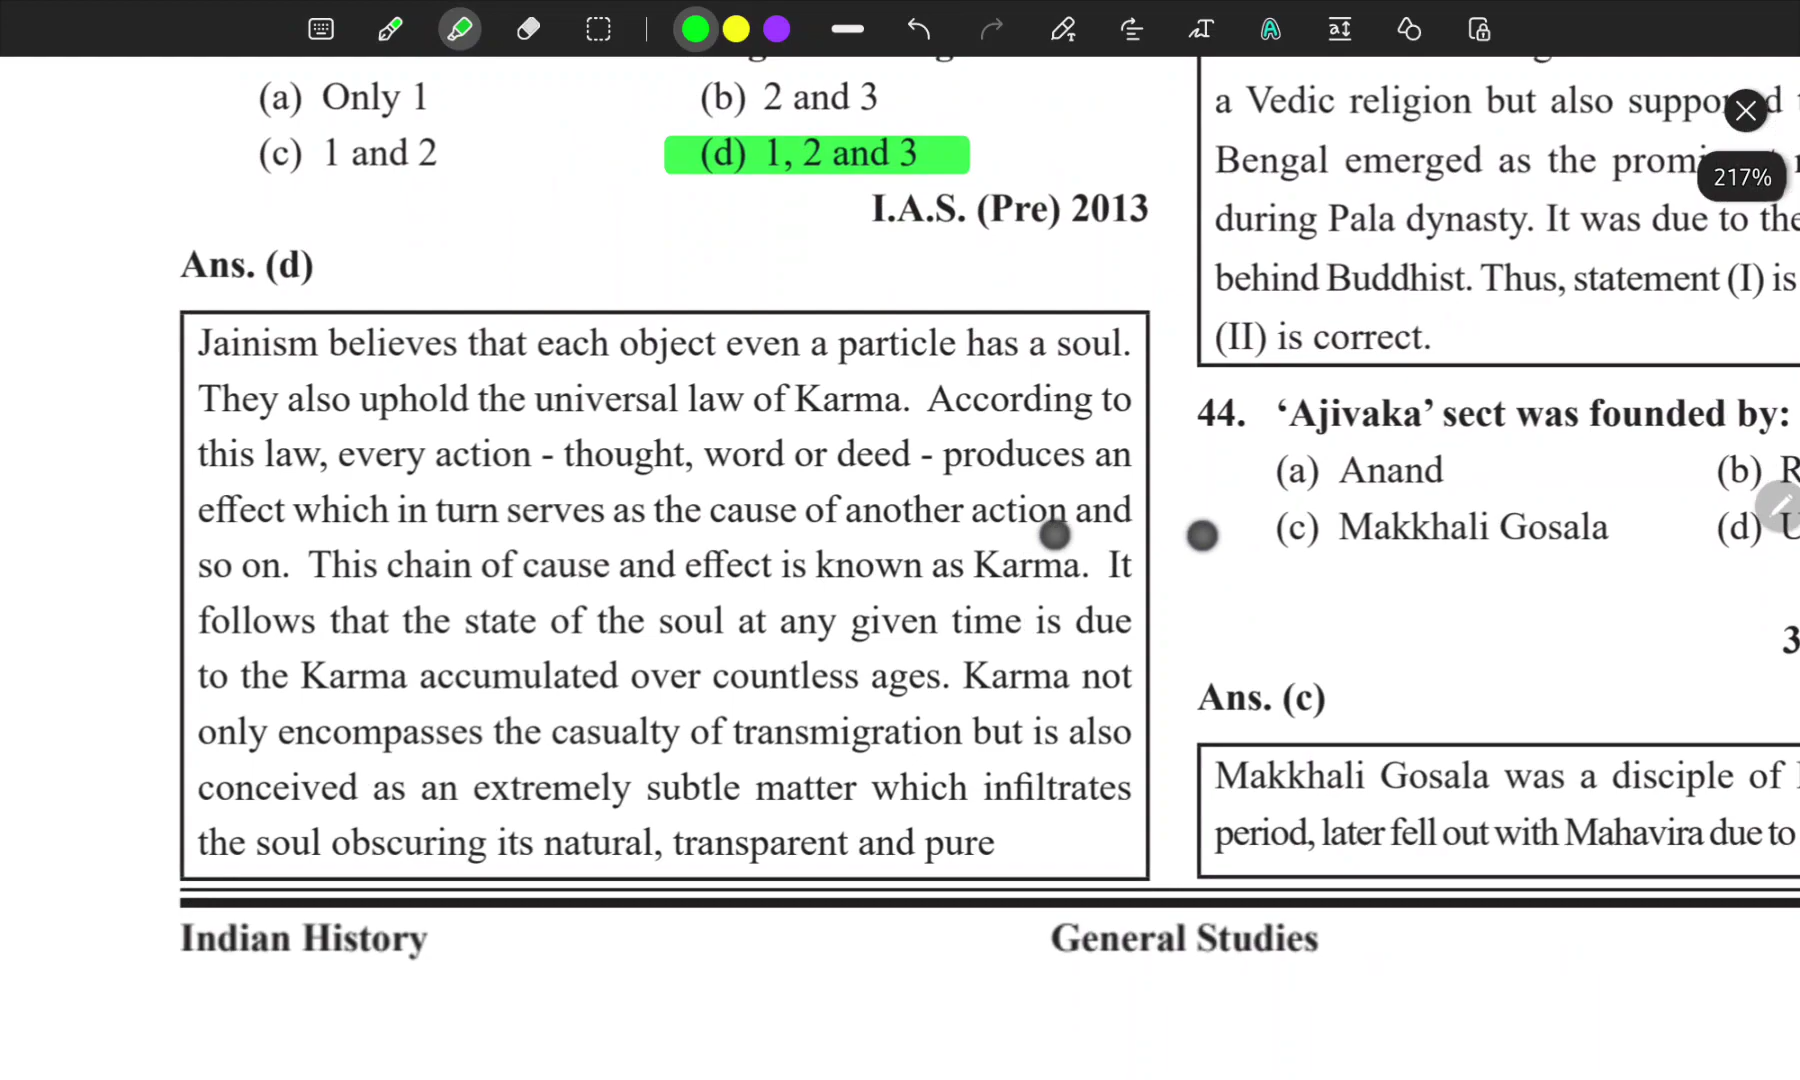 (a) Only 1 (b) 2 and 3
(c) 1 and 2 (d) 1, 2 and 3
I.A.S. (Pre) 2013
Ans. (d)
Jainism believes that each object even a particle has a soul.
They also uphold the universal law of Karma. According to
this law, every action - thought, word or deed - produces an
effect which in turn serves as the cause of another action and
so on. This chain of cause and effect is known as Karma. It
follows that the state of the soul at any given time is due
to the Karma accumulated over countless ages. Karma not
only encompasses the casualty of transmigration but is also
conceived as an extremely subtle matter which infiltrates
the soul obscuring its natural, transparent and pure
a Vedic religion but also
217%
Bengal emerged as the
during Pala dynasty. It was due to the
behind Buddhist. Thus, statement (I) is
(II) is correct.
44. ‘Ajivaka’ sect was founded by:
(a) Anand (b)
(c) Makkhali Gosala (d)
3
Ans. (c)
Makkhali Gosala was a disciple of
period, later fell out with Mahavira due to
Indian History General Studies